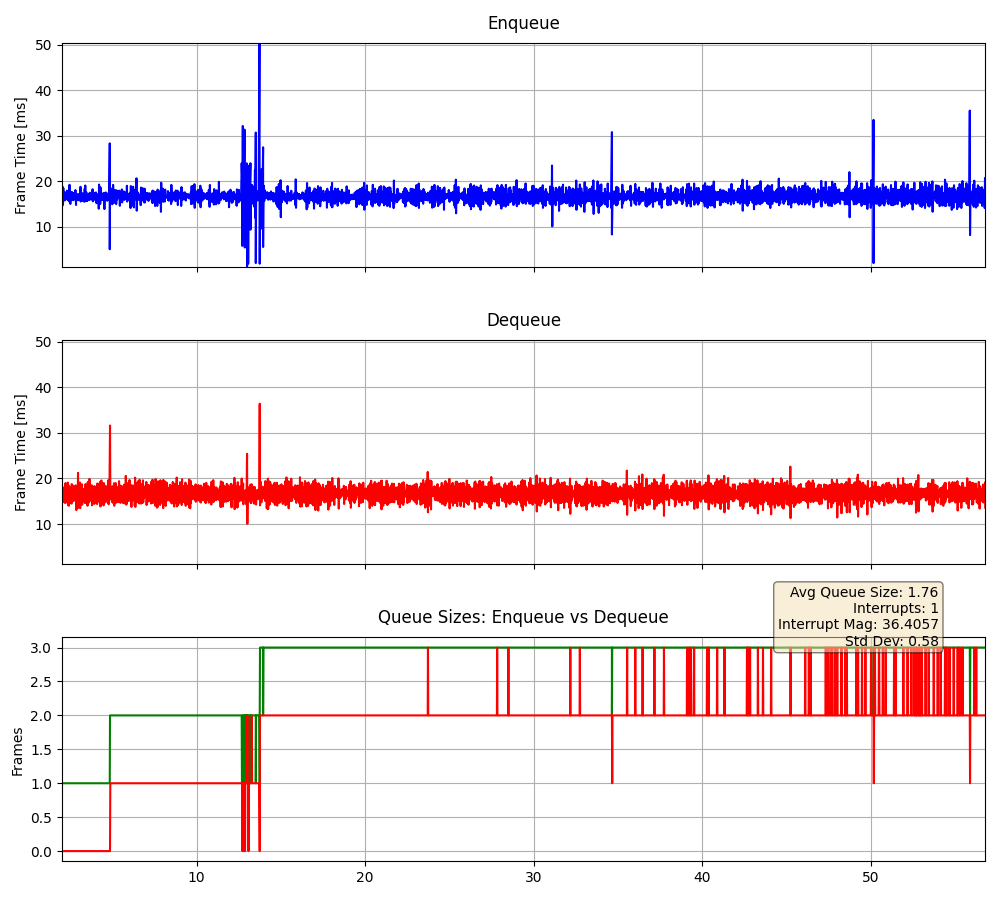 Enqueue
Frame Time [ms]
50
40
30
20
10
Dequeue
Frame Time [ms]
50
40
30
20
10
Avg Queue Size: 1.76
Interrupts: 1
Interrupt Mag: 36.4057
Std Dev: 0.58
Queue Sizes: Enqueue vs Dequeue
Frames
3.0
2.5
2.0
1.5
1.0
0.5
0.0
10 20 30 40 50